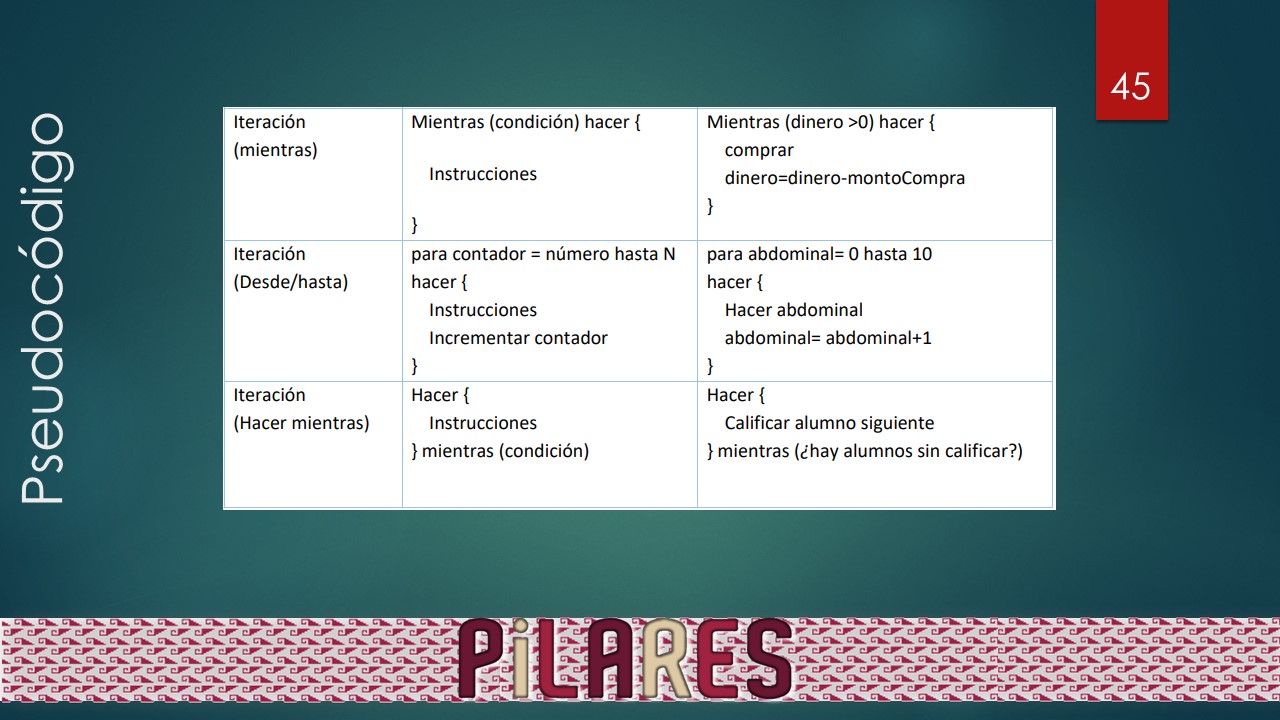 Pseudocódigo
45
Iteración
(mientras)
Mientras (condición) hacer {
Instrucciones
}
Mientras (dinero >0) hacer {
comprar
dinero=dinero-montoCompra
}
Iteración
(Desde/hasta)
para contador = número hasta N
hacer {
Instrucciones
Incrementar contador
}
para abdominal= 0 hasta 10
hacer {
Hacer abdominal
abdominal= abdominal+1
}
Iteración
(Hacer mientras)
Hacer {
Instrucciones
} mientras (condición)
Hacer {
Calificar alumno siguiente
} mientras (¿hay alumnos sin calificar?)
PiLARES